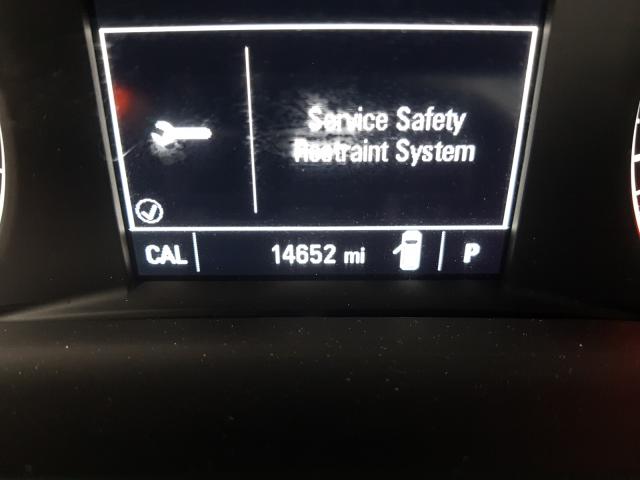 Service Safety
Restraint System
CAL 14652 mi P